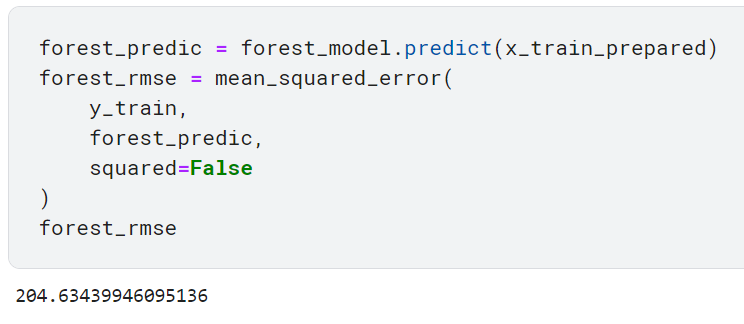 forest_predic = forest_model.predict(x_train_prepared)
forest_rmse = mean_squared_error(
    y_train,
    forest_predic,
    squared=False
)
forest_rmse
204.63439946095136